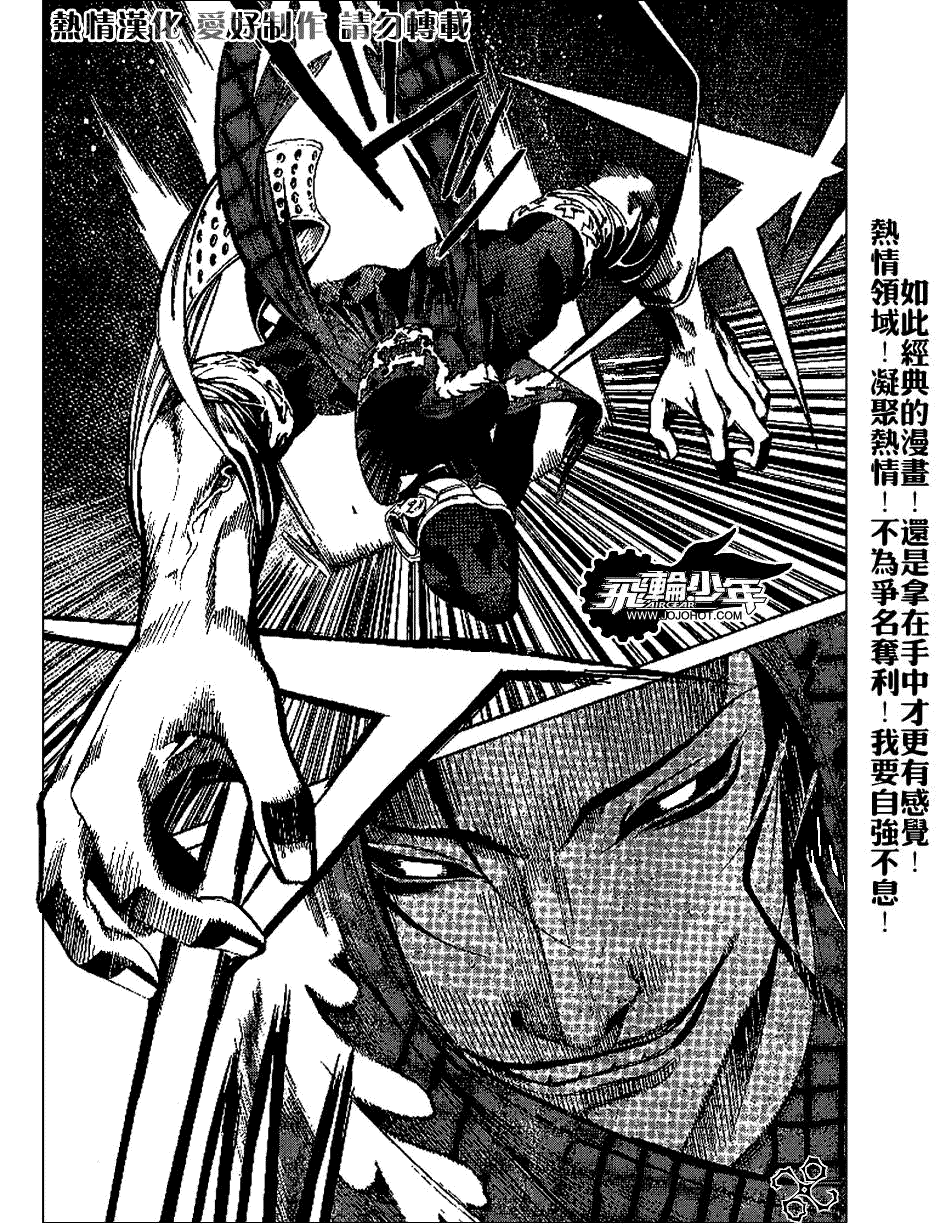 熱情漢化 愛好制作 請勿轉載
如此經典的漫畫！還是拿在手中才更有感覺！
熱情領域！凝聚熱情！不為爭名奪利！我要自強不息！
飛輪少年
AIRGEAR
WWW.JOJOHOT.COM